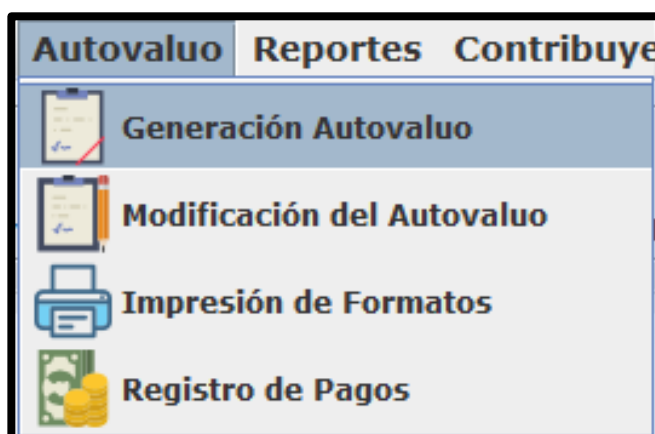 Autovaluo Reportes Contribuye
Generación Autovaluo
Modificación del Autovaluo
Impresión de Formatos
Registro de Pagos